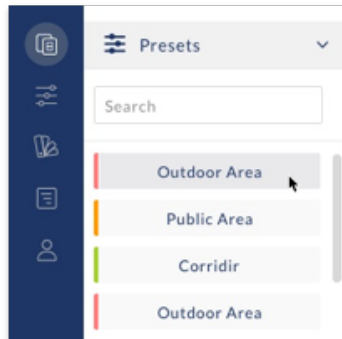 Presets
Search
Outdoor Area
Public Area
Corridir
Outdoor Area